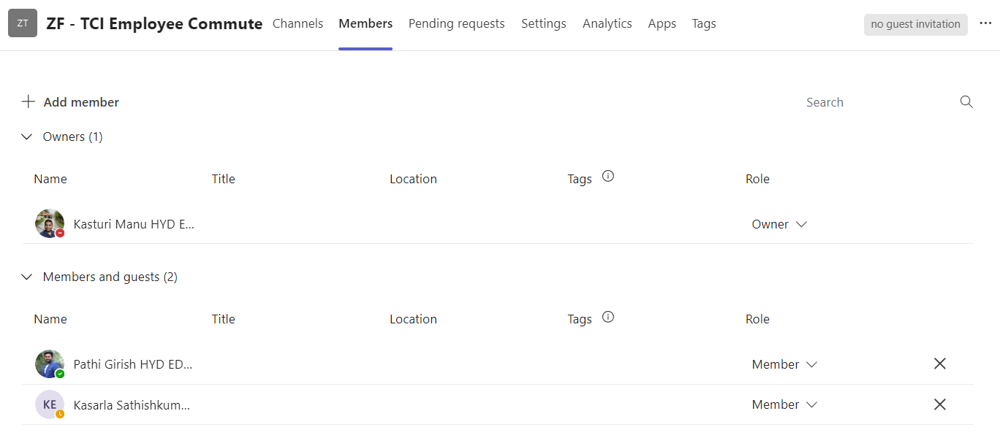 ZT ZF - TCI Employee Commute Channels Members Pending requests Settings Analytics Apps Tags no guest invitation ...
Add member Search
Owners (1)
Name Title Location Tags Role
Kasturi Manu HYD E... Owner
Members and guests (2)
Name Title Location Tags Role
Pathi Girish HYD ED... Member
KE Kasarla Sathishkum... Member